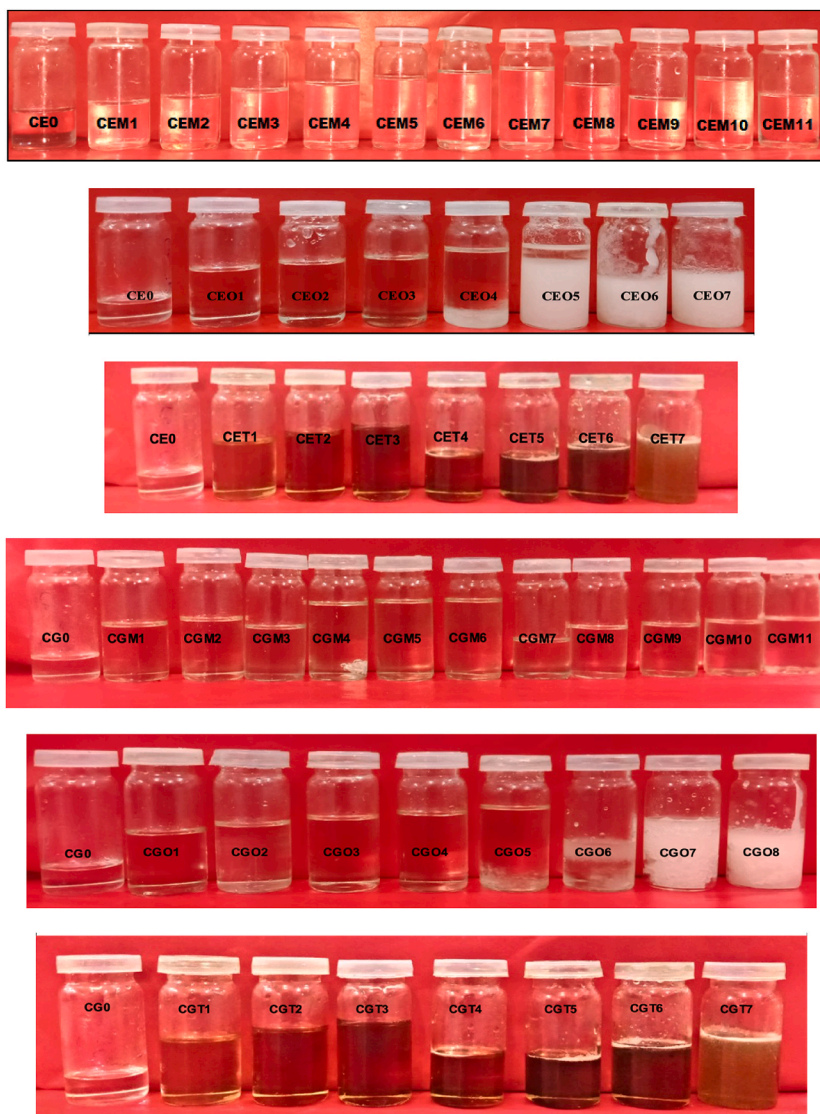 CE0 CEM1 CEM2 CEM3 CEM4 CEM5 CEM6 CEM7 CEM8 CEM9 CEM10 CEM11
CE0 CEO1 CEO2 CEO3 CEO4 CEO5 CEO6 CEO7
CE0 CET1 CET2 CET3 CET4 CET5 CET6 CET7
CG0 CGM1 CGM2 CGM3 CGM4 CGM5 CGM6 CGM7 CGM8 CGM9 CGM10 CGM11
CG0 CGO1 CGO2 CGO3 CGO4 CGO5 CGO6 CGO7 CGO8
CG0 CGT1 CGT2 CGT3 CGT4 CGT5 CGT6 CGT7